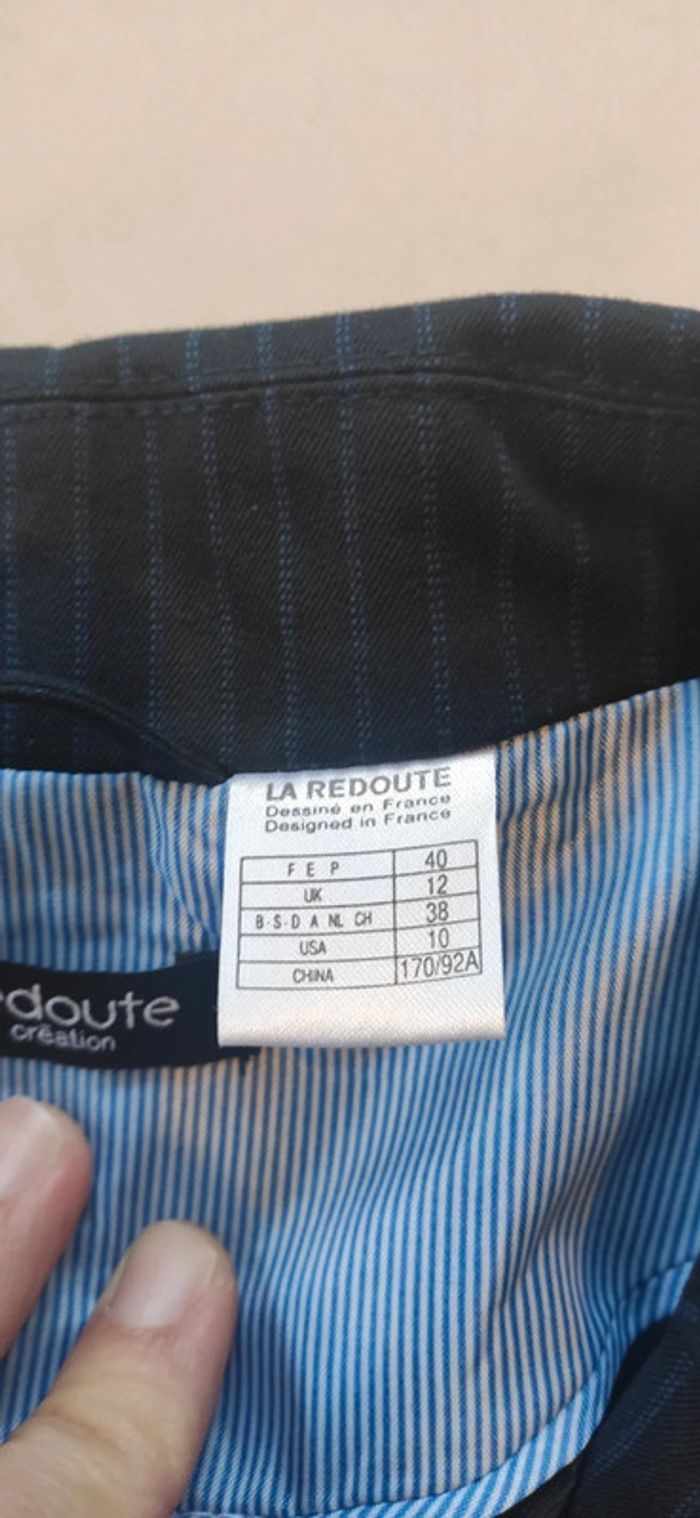 LA REDOUTE
Dessiné en France
Designed in France
F E P 40
UK 12
B-S-D A NL CH 38
USA 10
CHINA 170/92A
doute
création